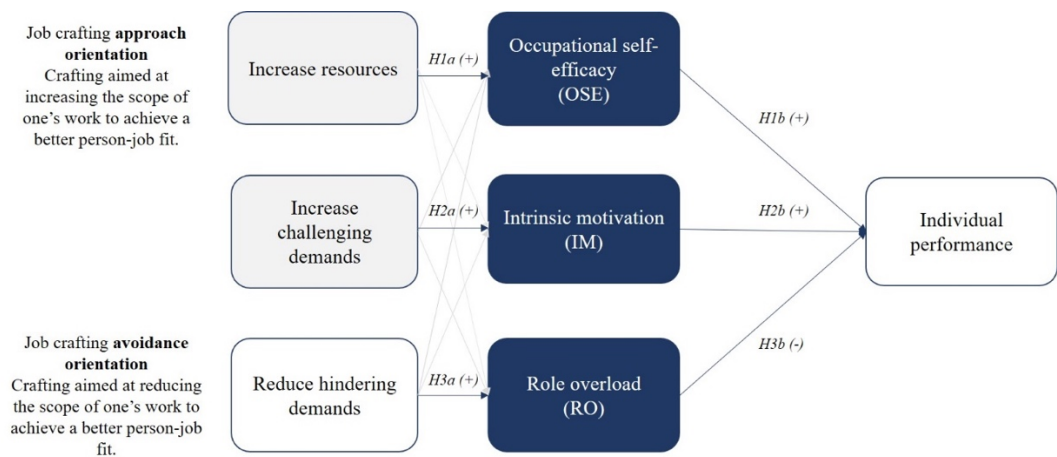 Job crafting approach
orientation
Crafting aimed at
increasing the scope of
one's work to achieve a
better person-job fit.
Increase resources
H1a (+)
Occupational self-
efficacy
(OSE)
H1b (+)
Increase
challenging
demands
H2a (+)
Intrinsic motivation
(IM)
H2b (+)
Individual
performance
Job crafting avoidance
orientation
Crafting aimed at reducing
the scope of one's work to
achieve a better person-job
fit.
Reduce hindering
demands
H3a (+)
Role overload
(RO)
H3b (-)